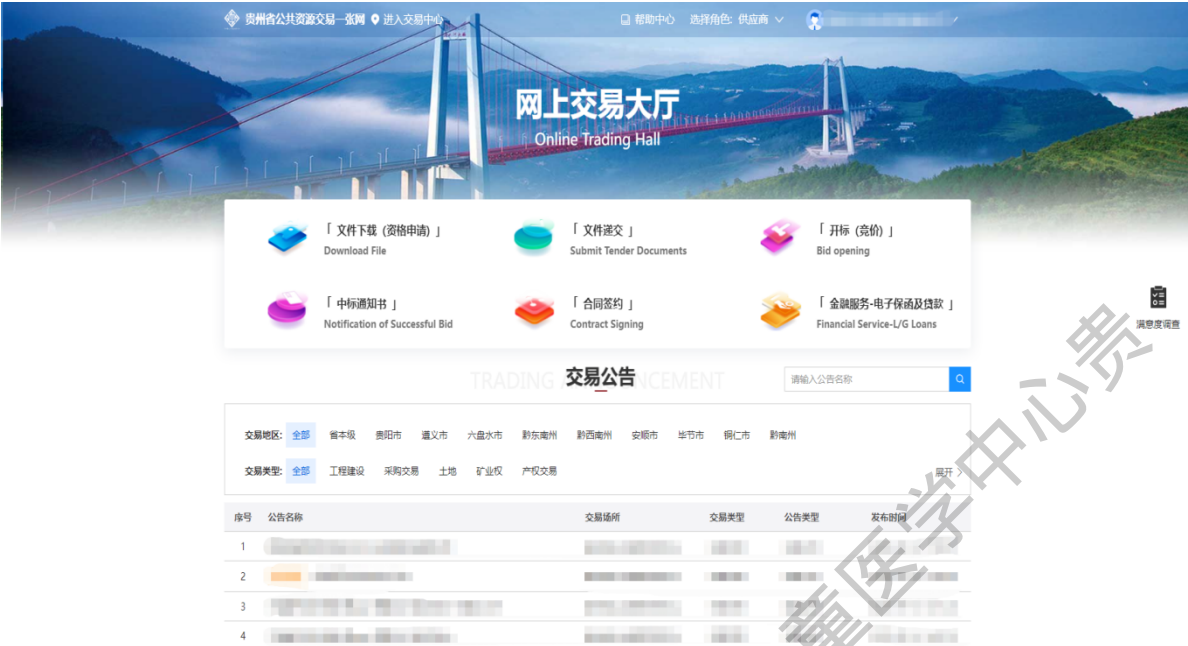 贵州省公共资源交易一张网 进入交易中心 帮助中心 选择角色: 供应商
网上交易大厅
Online Trading Hall
「 文件下载 (资格申请) 」 「 文件递交 」 「 开标 (竞价) 」
Download File Submit Tender Documents Bid opening
「 中标通知书 」 「 合同签约 」 「 金融服务-电子保函及贷款 」
Notification of Successful Bid Contract Signing Financial Service-L/G Loans
满意度调查
交易公告
请输入公告名称
交易地区: 全部 省本级 贵阳市 遵义市 六盘水市 黔东南州 黔西南州 安顺市 毕节市 铜仁市 黔南州
交易类型: 全部 工程建设 采购交易 土地 矿业权 产权交易
展开
序号 公告名称 交易场所 交易类型 公告类型 发布时间
1
2
3
4
童医学中心贵